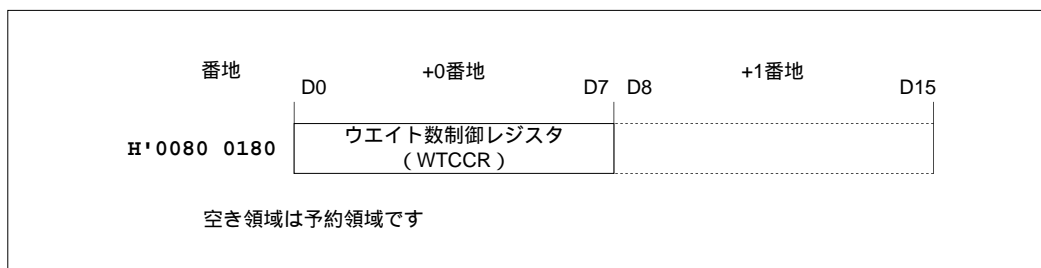 番地 +0番地 +1番地
D0 D7 D8 D15
H'0080 0180 ウエイト数制御レジスタ
( WTCCR )
空き領域は予約領域です